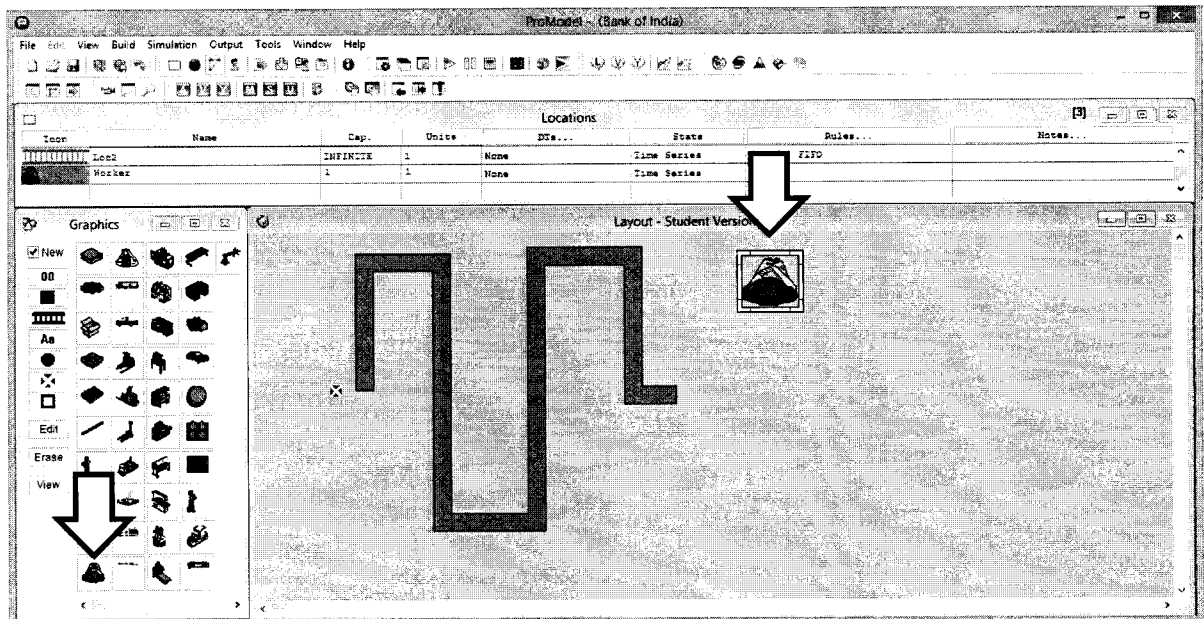 ProModel - (Bank of India)
File Edit View Build Simulation Output Tools Window Help
Locations
[3]
Icon Name Cap. Units DTs... Stats Rules... Notes...
Loc2 INFINITE 1 None Time Series FIFO
Worker 1 1 None Time Series
Graphics
Layout - Student Version
New
Aa
Edit
Erase
View